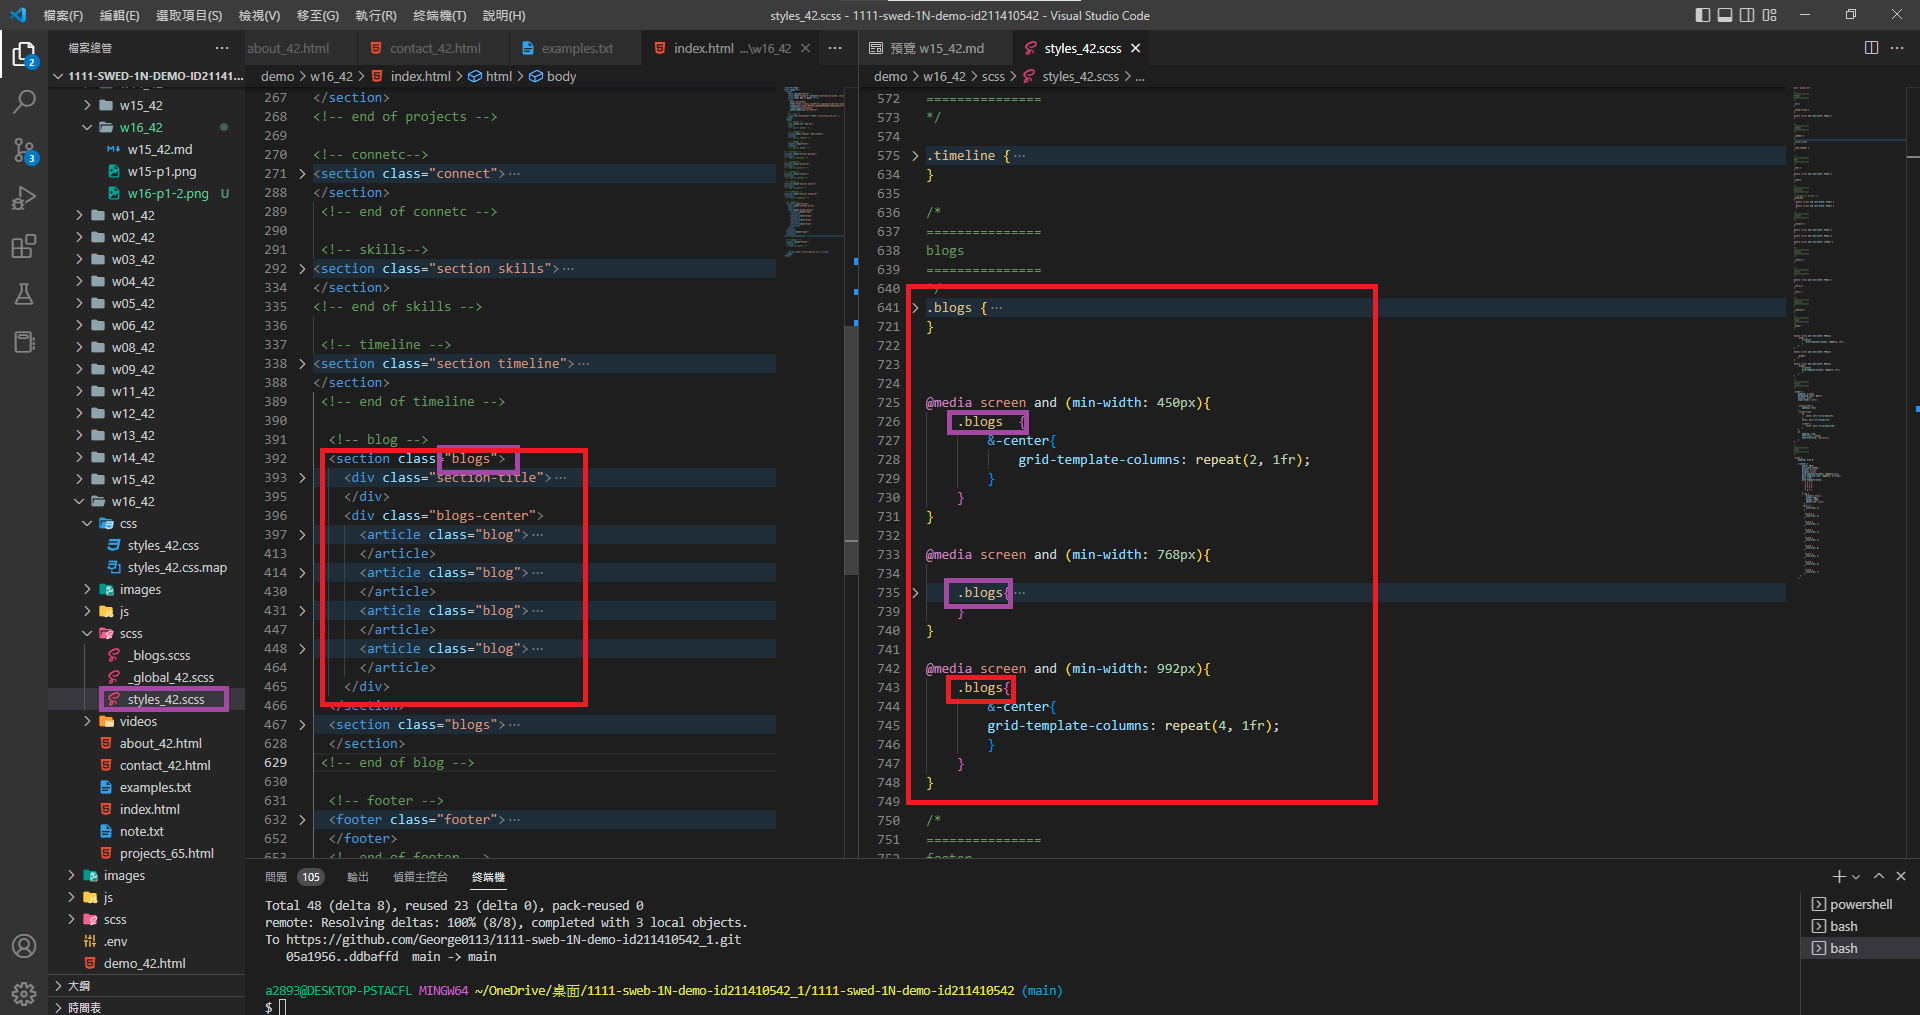 檔案(F) 編輯(E) 選取項目(S) 檢視(V) 移至(G) 執行(R) 終端機(T) 說明(H)
styles_42.scss - 1111-swed-1N-demo-id211410542 - Visual Studio Code
檔案總管
about_42.html contact_42.html examples.txt index.html ...\w16_42
預覽 w15_42.md styles_42.scss
1111-SWED-1N-DEMO-ID21141...
demo > w16_42 > index.html > html > body
demo > w16_42 > scss > styles_42.scss > ...
w15_42
w16_42
w15_42.md
w15-p1.png
w16-p1-2.png U
w01_42
w02_42
w03_42
w04_42
w05_42
w06_42
w08_42
w09_42
w11_42
w12_42
w13_42
w14_42
w15_42
w16_42
css
styles_42.css
styles_42.css.map
images
js
scss
_blogs.scss
_global_42.scss
styles_42.scss
videos
about_42.html
contact_42.html
examples.txt
index.html
note.txt
projects_65.html
images
js
scss
.env
demo_42.html
大綱
時間表
2
3
267 </section>
268 <!-- end of projects -->
269
270 <!-- connetc-->
271 <section class="connect">···
288 </section>
289 <!-- end of connetc -->
290
291 <!-- skills-->
292 <section class="section skills">···
334 </section>
335 <!-- end of skills -->
336
337 <!-- timeline -->
338 <section class="section timeline">···
388 </section>
389 <!-- end of timeline -->
390
391 <!-- blog -->
392 <section class="blogs">
393 <div class="section-title">···
395 </div>
396 <div class="blogs-center">
397 <article class="blog">···
413 </article>
414 <article class="blog">···
430 </article>
431 <article class="blog">···
447 </article>
448 <article class="blog">···
464 </article>
465 </div>
466 </section>
467 <section class="blogs">···
628 </section>
629 <!-- end of blog -->
630
631 <!-- footer -->
632 <footer class="footer">···
652 </footer>
653 <!-- end of footer -->
572 ===============
573 */
574
575 .timeline {···
634 }
635
636 /*
637 ===============
638 blogs
639 ===============
640 */
641 .blogs {···
721 }
722
723
724
725 @media screen and (min-width: 450px){
726 .blogs {
727 &-center{
728 grid-template-columns: repeat(2, 1fr);
729 }
730 }
731 }
732
733 @media screen and (min-width: 768px){
734
735 .blogs{···
739 }
740 }
741
742 @media screen and (min-width: 992px){
743 .blogs{
744 &-center{
745 grid-template-columns: repeat(4, 1fr);
746 }
747 }
748 }
749
750 /*
751 ===============
752 footer
問題 105 輸出 偵錯主控台 終端機
Total 48 (delta 8), reused 23 (delta 0), pack-reused 0
remote: Resolving deltas: 100% (8/8), completed with 3 local objects.
To https://github.com/George0113/1111-sweb-1N-demo-id211410542_1.git
05a1956..ddbaffd main -> main
a2893@DESKTOP-PSTACFL MINGW64 ~/OneDrive/桌面/1111-sweb-1N-demo-id211410542_1/1111-swed-1N-demo-id211410542 (main)
$
powershell
bash
bash